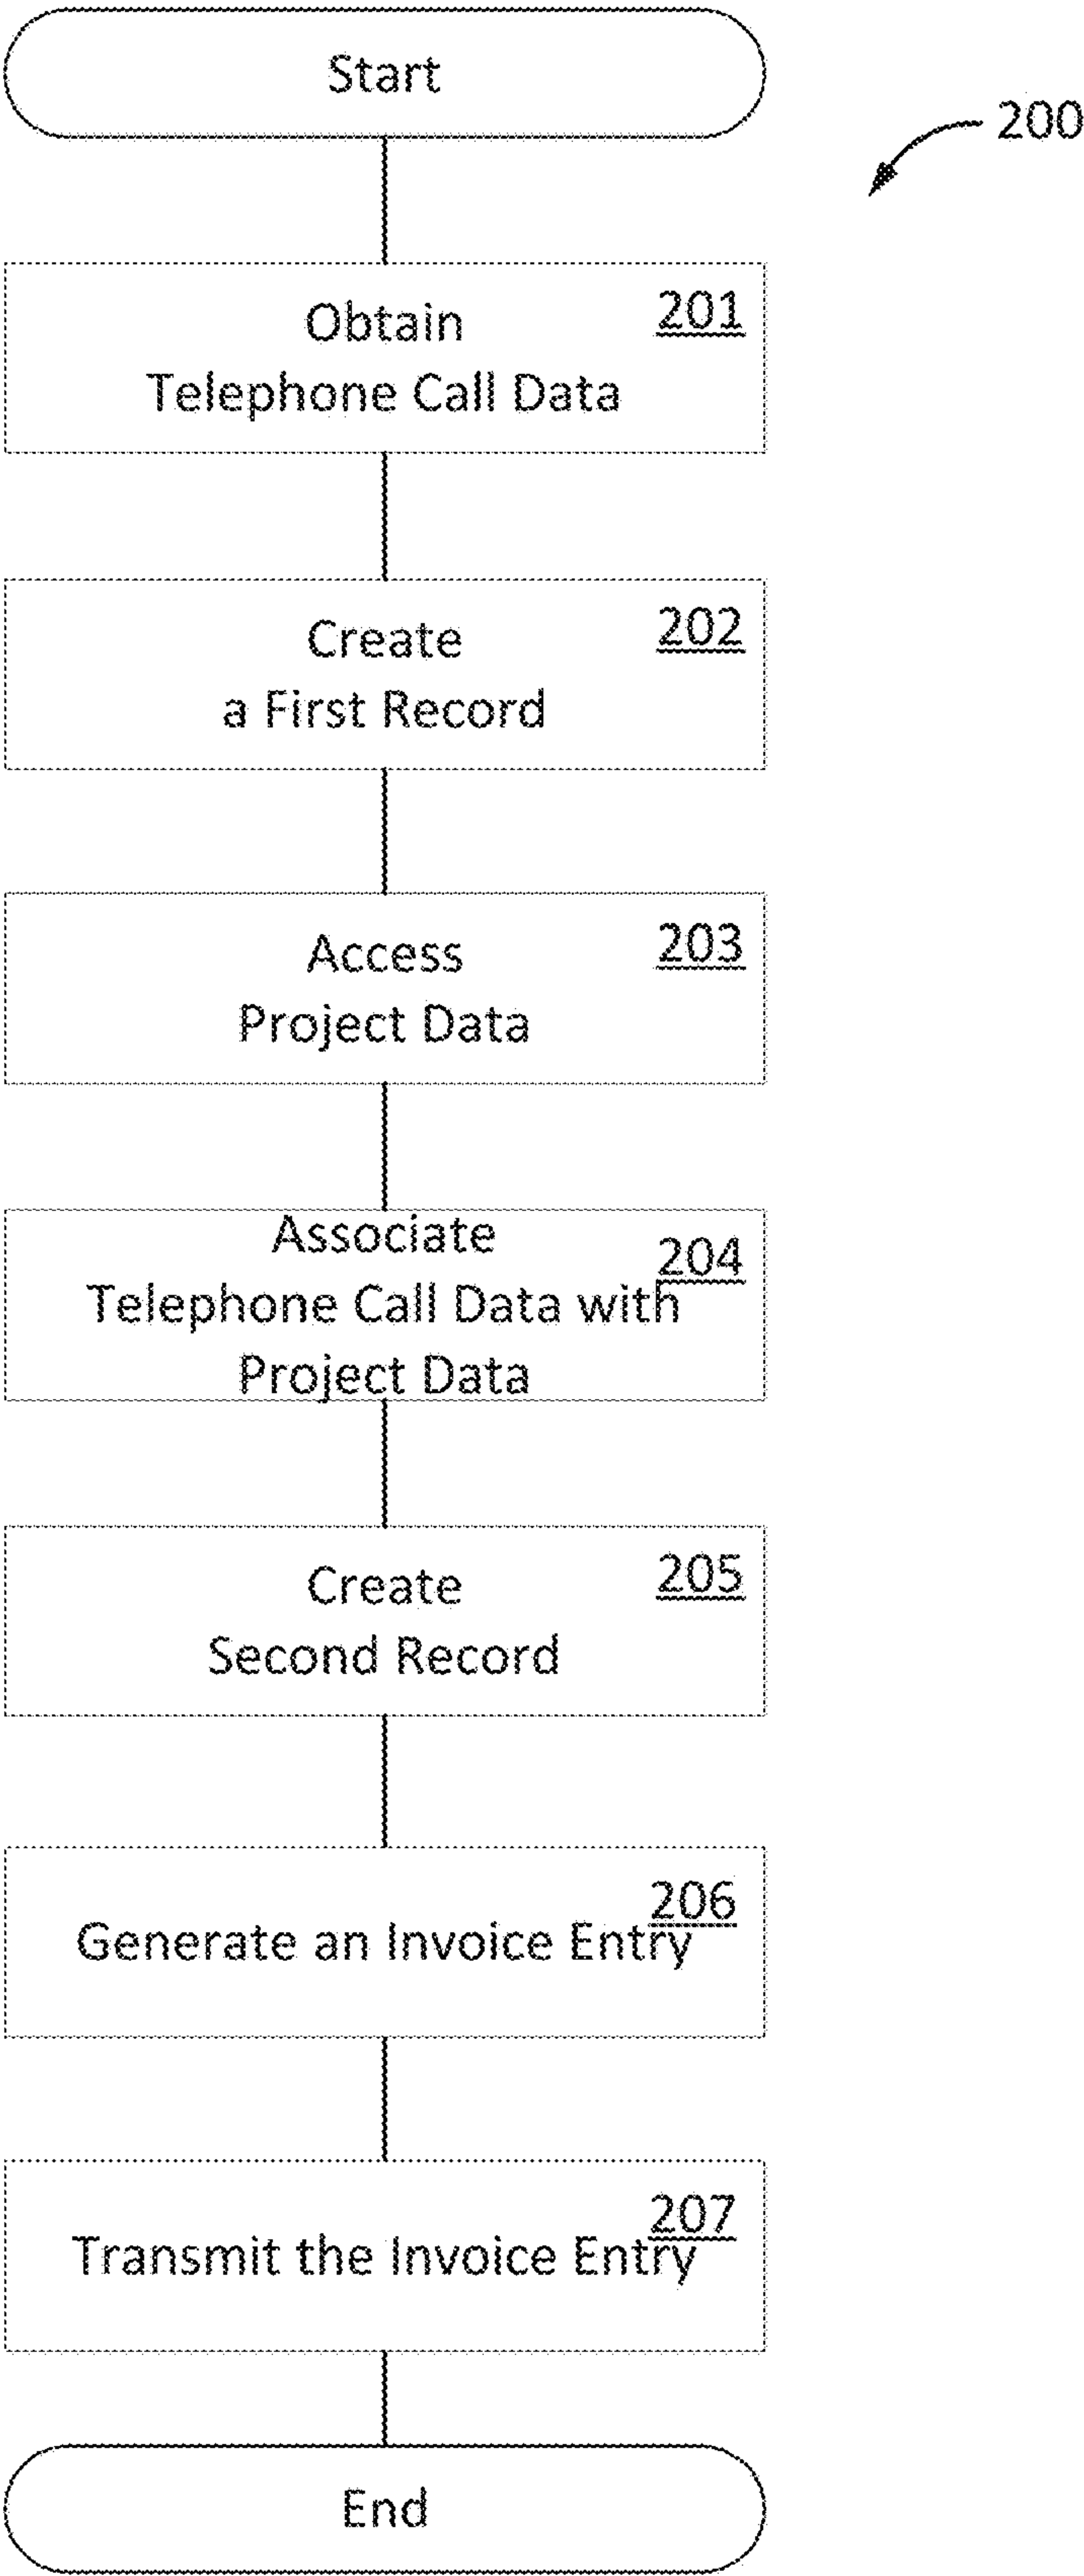 Start
200
201
Obtain
Telephone Call Data
202
Create
a First Record
203
Access
Project Data
204
Associate
Telephone Call Data with
Project Data
205
Create
Second Record
206
Generate an Invoice Entry
207
Transmit the Invoice Entry
End